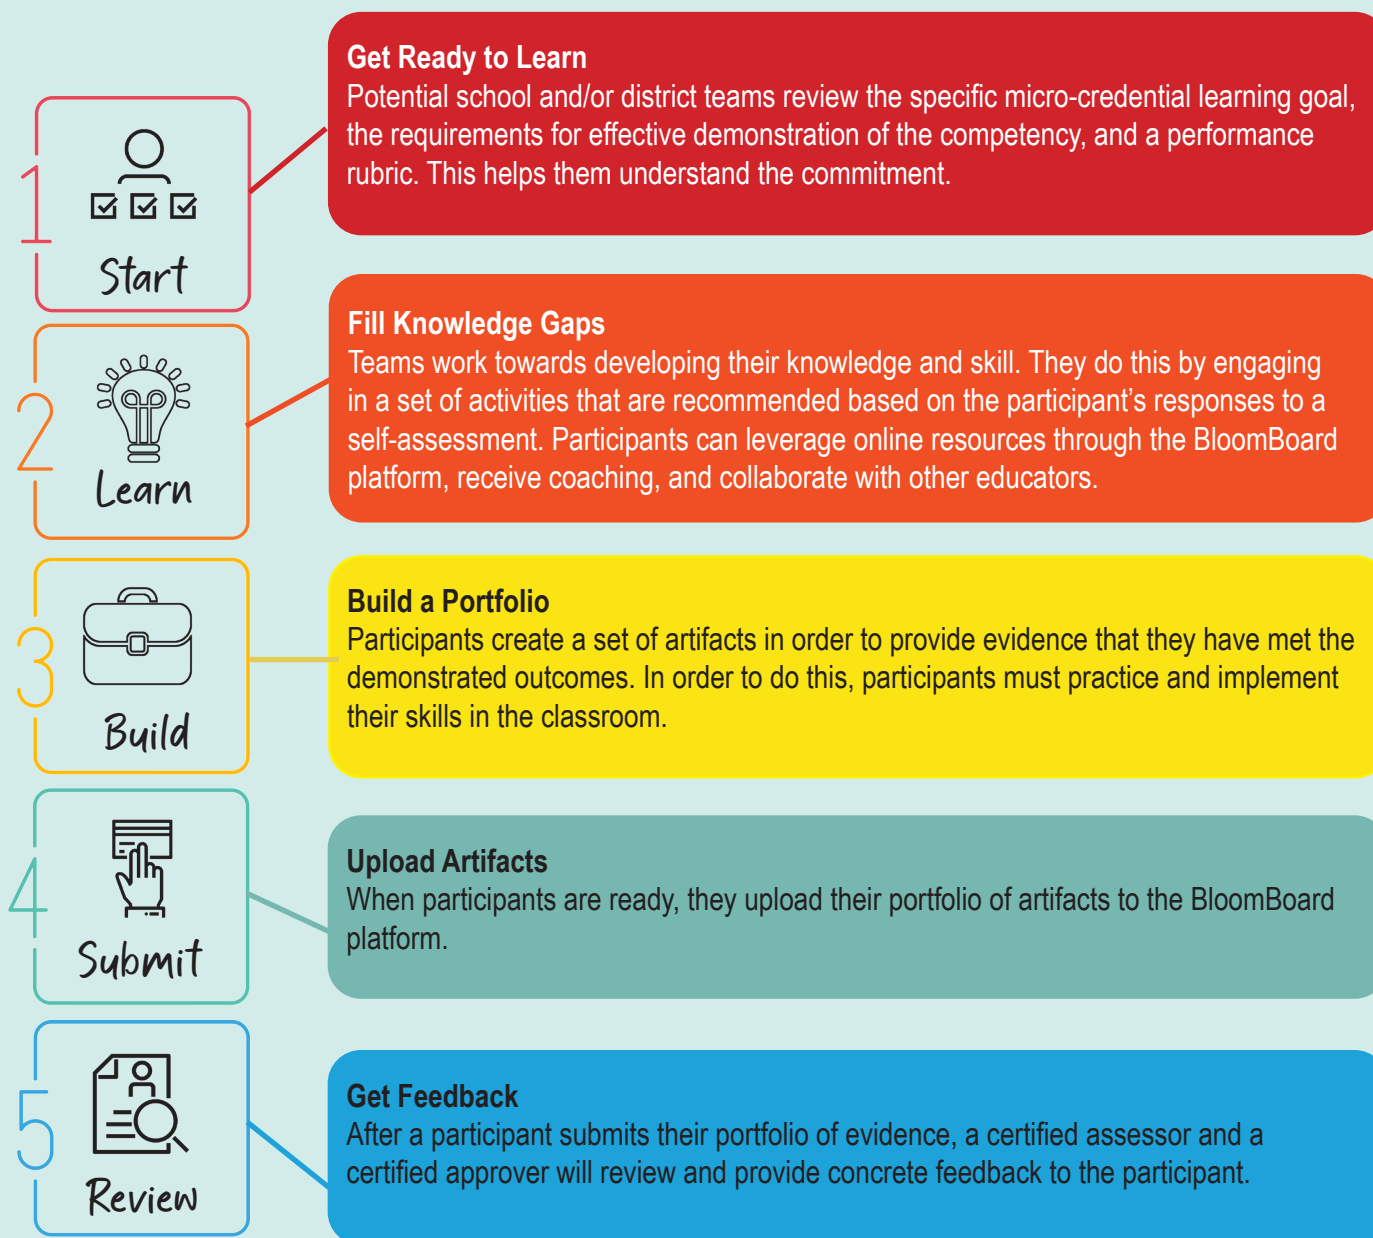 1
Start
Get Ready to Learn
Potential school and/or district teams review the specific micro-credential learning goal,
the requirements for effective demonstration of the competency, and a performance
rubric. This helps them understand the commitment.
2
Learn
Fill Knowledge Gaps
Teams work towards developing their knowledge and skill. They do this by engaging
in a set of activities that are recommended based on the participant’s responses to a
self-assessment. Participants can leverage online resources through the BloomBoard
platform, receive coaching, and collaborate with other educators.
3
Build
Build a Portfolio
Participants create a set of artifacts in order to provide evidence that they have met the
demonstrated outcomes. In order to do this, participants must practice and implement
their skills in the classroom.
4
Submit
Upload Artifacts
When participants are ready, they upload their portfolio of artifacts to the BloomBoard
platform.
5
Review
Get Feedback
After a participant submits their portfolio of evidence, a certified assessor and a
certified approver will review and provide concrete feedback to the participant.